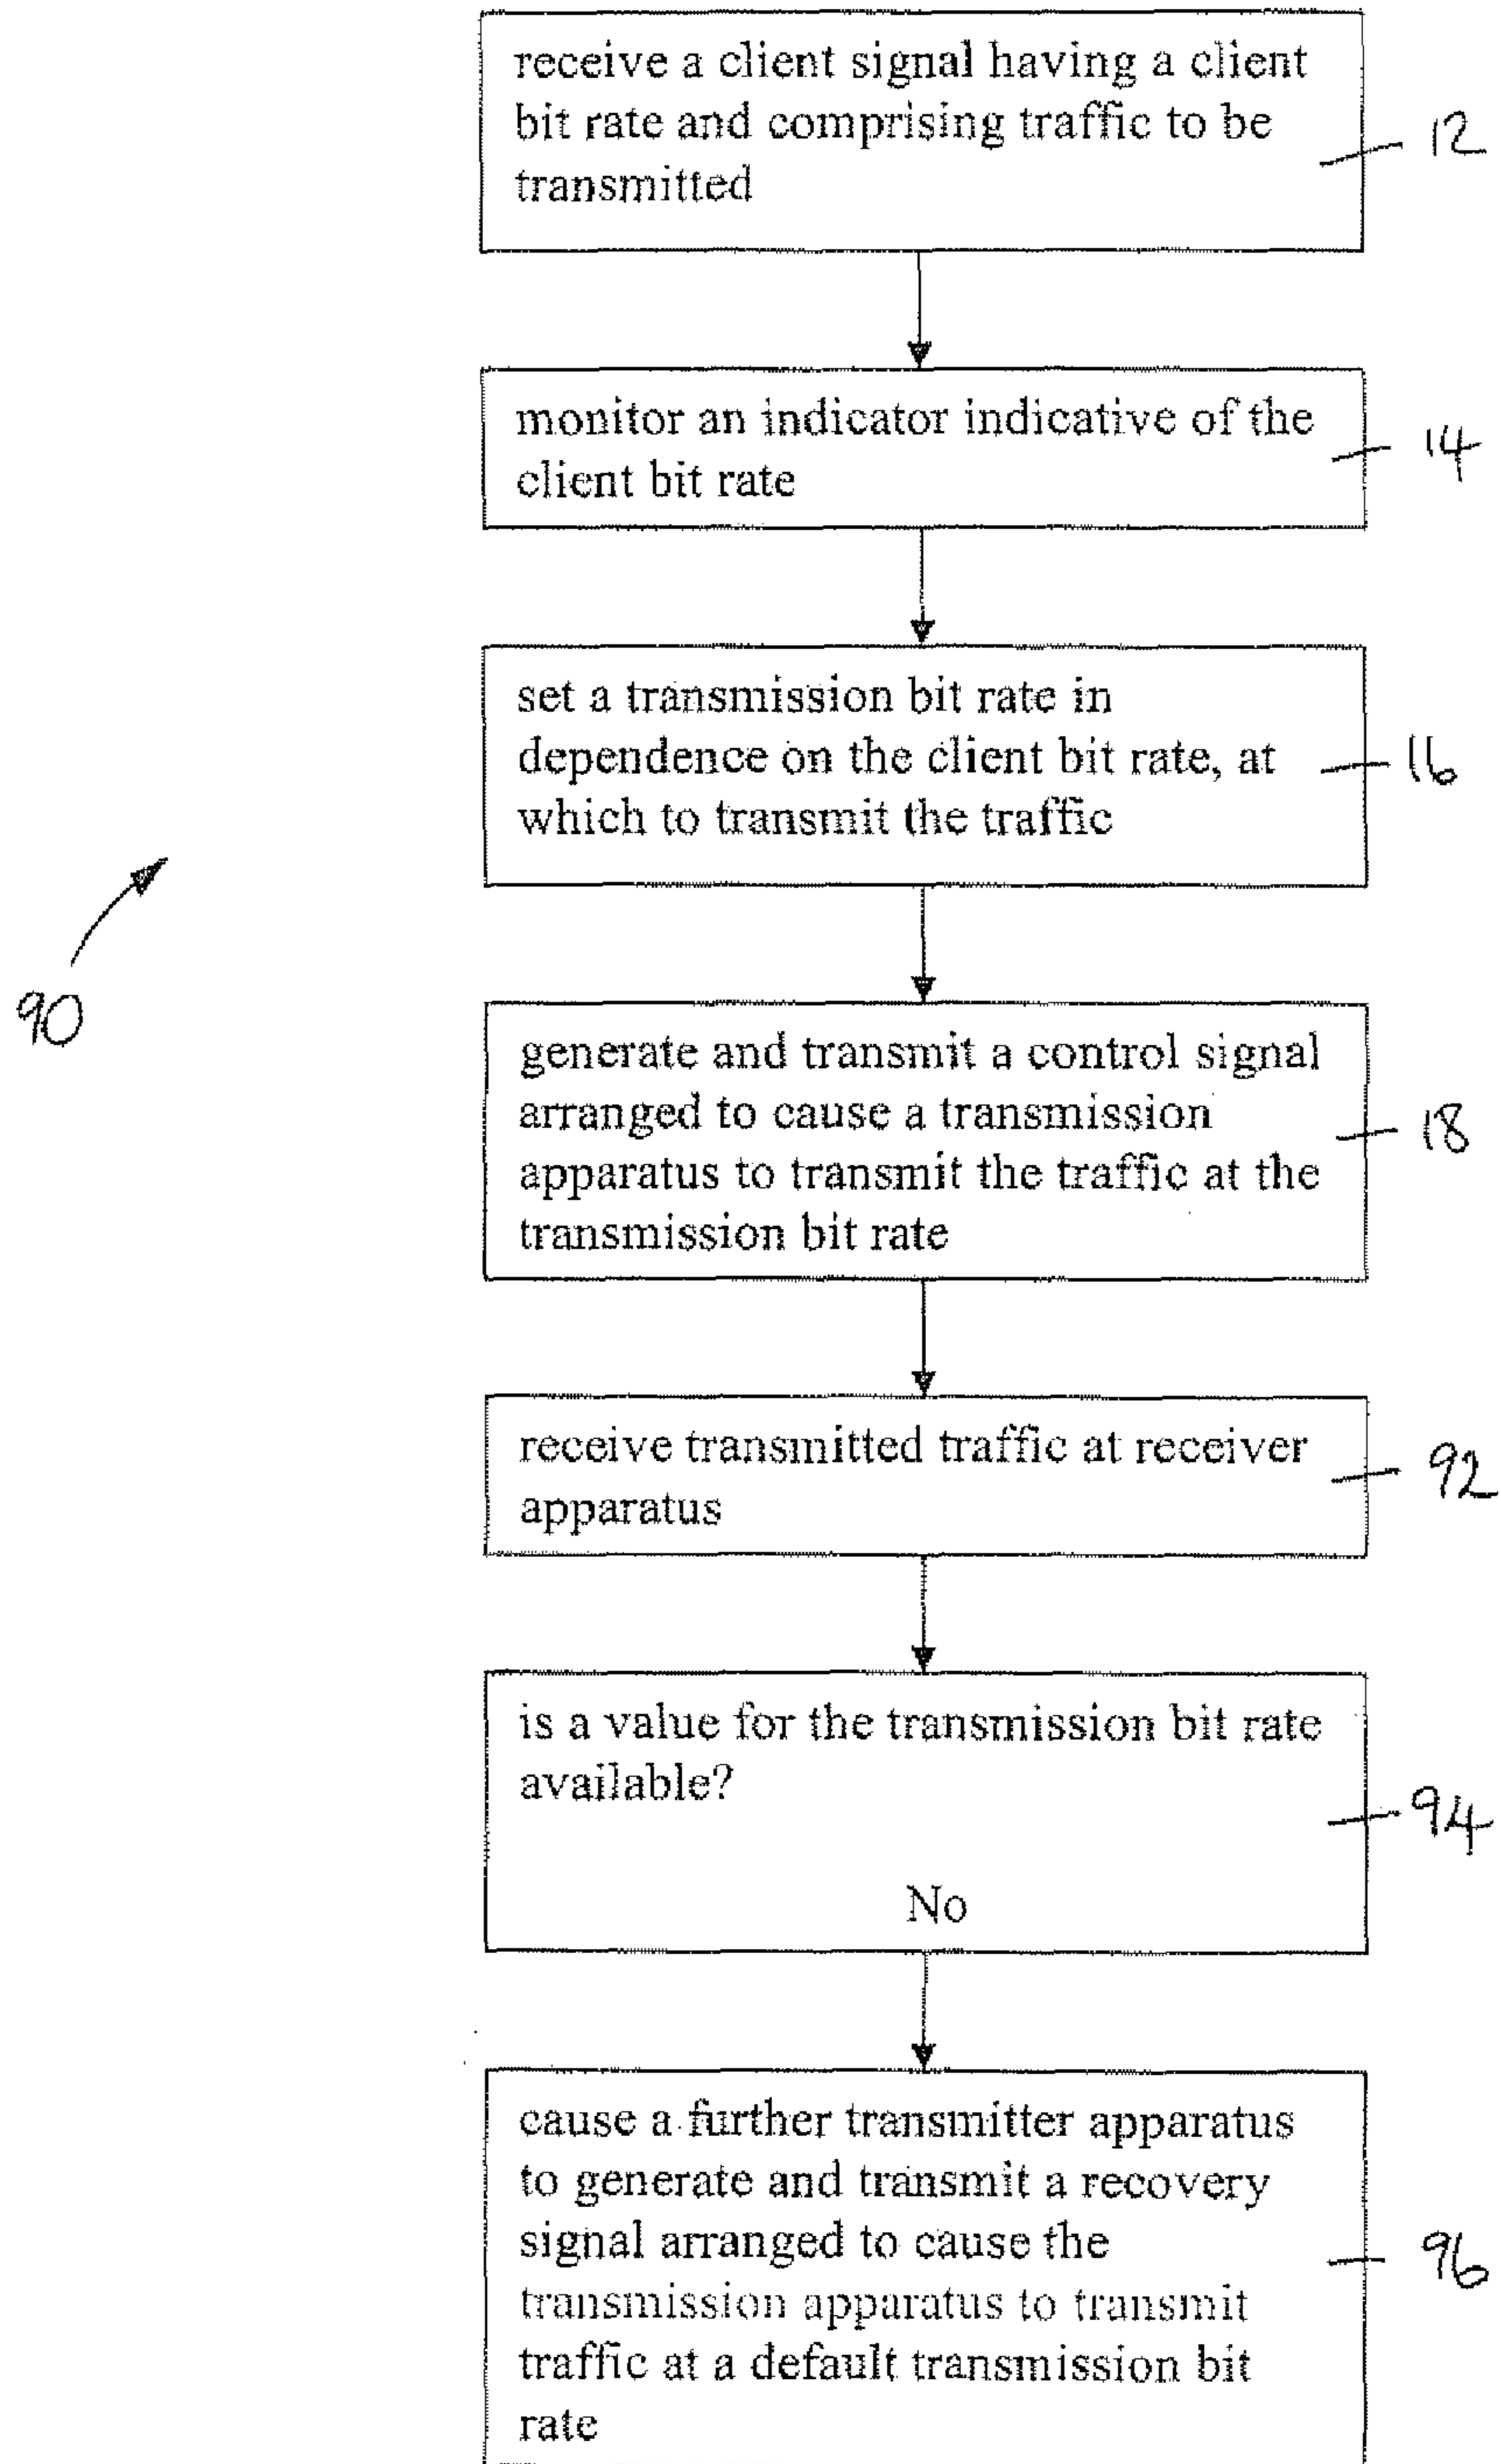 receive a client signal having a client
bit rate and comprising traffic to be
transmitted
12
monitor an indicator indicative of the
client bit rate
14
set a transmission bit rate in
dependence on the client bit rate, at
which to transmit the traffic
16
90
generate and transmit a control signal
arranged to cause a transmission
apparatus to transmit the traffic at the
transmission bit rate
18
receive transmitted traffic at receiver
apparatus
92
is a value for the transmission bit rate
available?
94
No
cause a further transmitter apparatus
to generate and transmit a recovery
signal arranged to cause the
transmission apparatus to transmit
traffic at a default transmission bit
rate
96